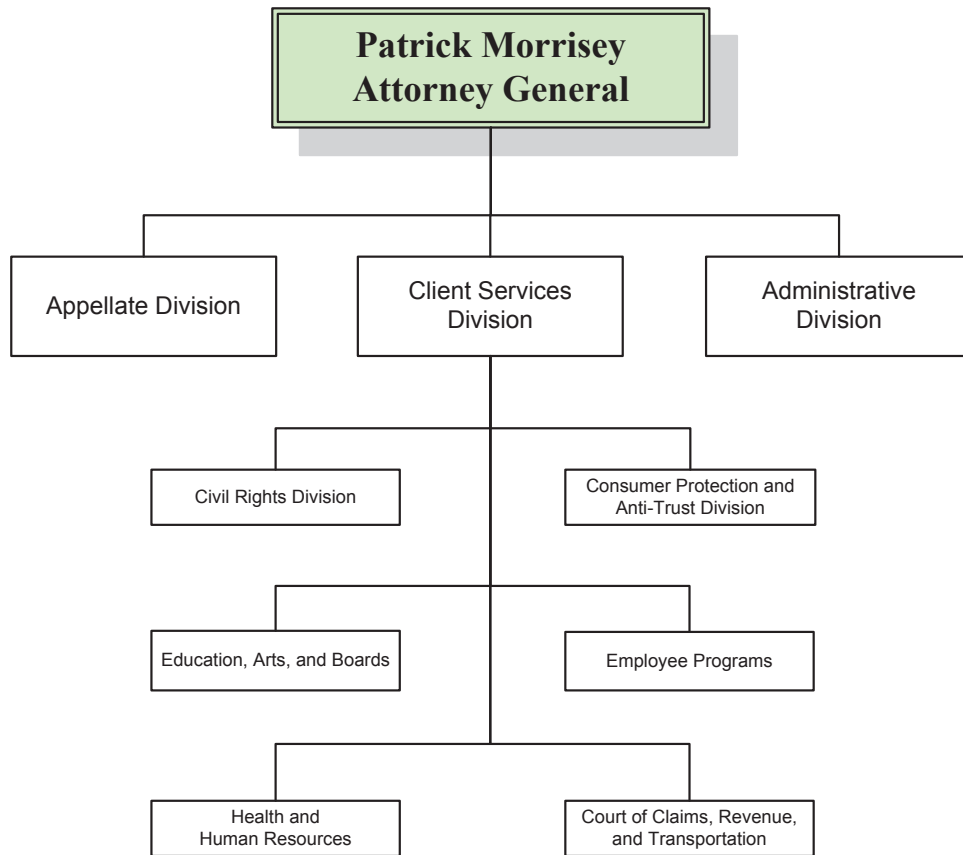 Patrick Morrisey
Attorney General
Appellate Division
Client Services
Division
Administrative
Division
Civil Rights Division
Consumer Protection and
Anti-Trust Division
Education, Arts, and Boards
Employee Programs
Health and
Human Resources
Court of Claims, Revenue,
and Transportation